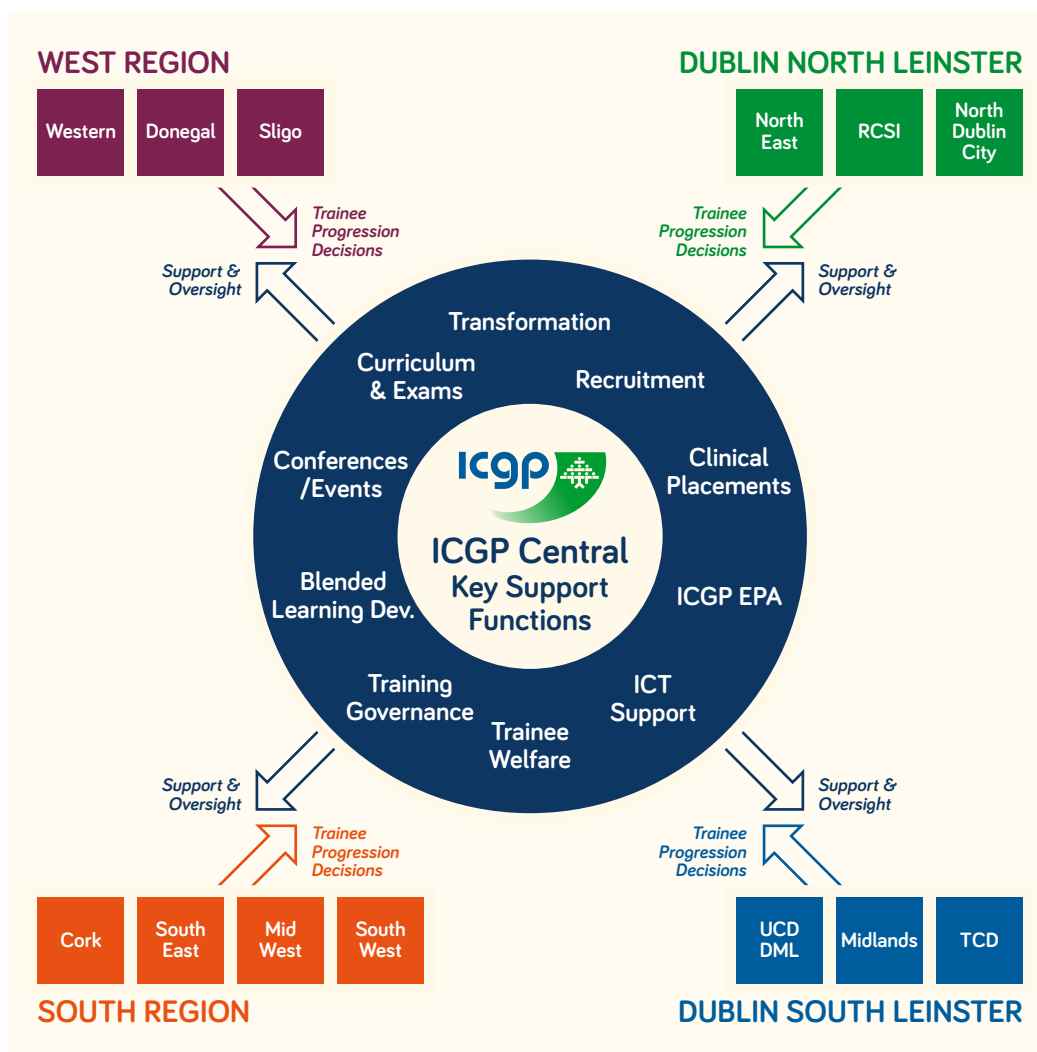 WEST REGION
Western
Donegal
Sligo
DUBLIN NORTH LEINSTER
North
East
RCSI
North
Dublin
City
Trainee
Progression
Decisions
Support &
Oversight
Trainee
Progression
Decisions
Support &
Oversight
Transformation
Curriculum
& Exams
Recruitment
Conferences
/Events
Clinical
Placements
Blended
Learning Dev.
ICGP EPA
Training
Governance
Trainee
Welfare
ICT
Support
Icgp
ICGP Central
Key Support
Functions
Support &
Oversight
Trainee
Progression
Decisions
Support &
Oversight
Trainee
Progression
Decisions
Cork
South
East
Mid
West
South
West
SOUTH REGION
UCD
DML
Midlands
TCD
DUBLIN SOUTH LEINSTER